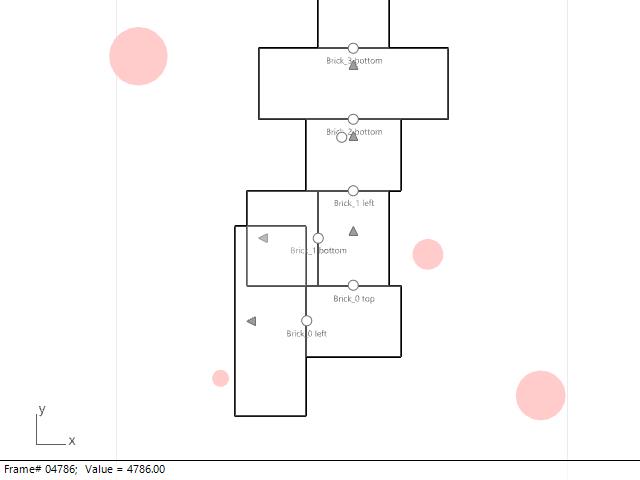 Brick_3 bottom
Brick_2 bottom
Brick_1 left
Brick_1 bottom
Brick_0 top
Brick_0 left
y
x
Frame# 04786; Value = 4786.00